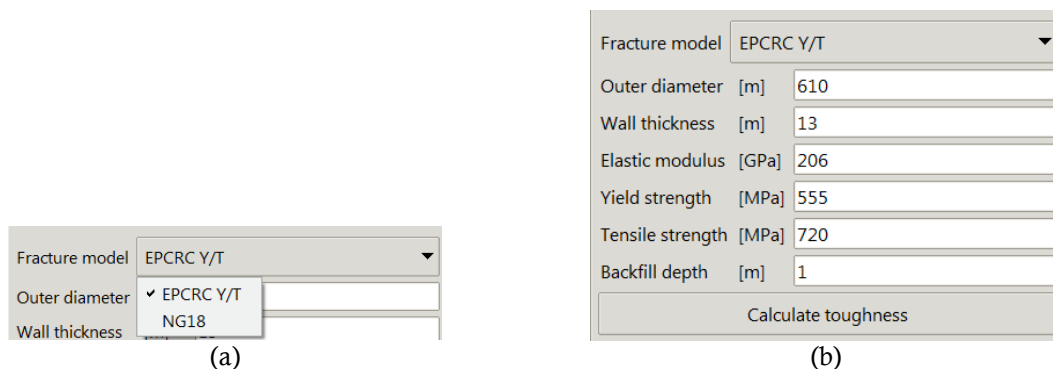 Fracture model EPCRC Y/T
Outer diameter
✓ EPCRC Y/T
NG18
Wall thickness
(a)
Fracture model EPCRC Y/T
Outer diameter [m] 610
Wall thickness [m] 13
Elastic modulus [GPa] 206
Yield strength [MPa] 555
Tensile strength [MPa] 720
Backfill depth [m] 1
Calculate toughness
(b)